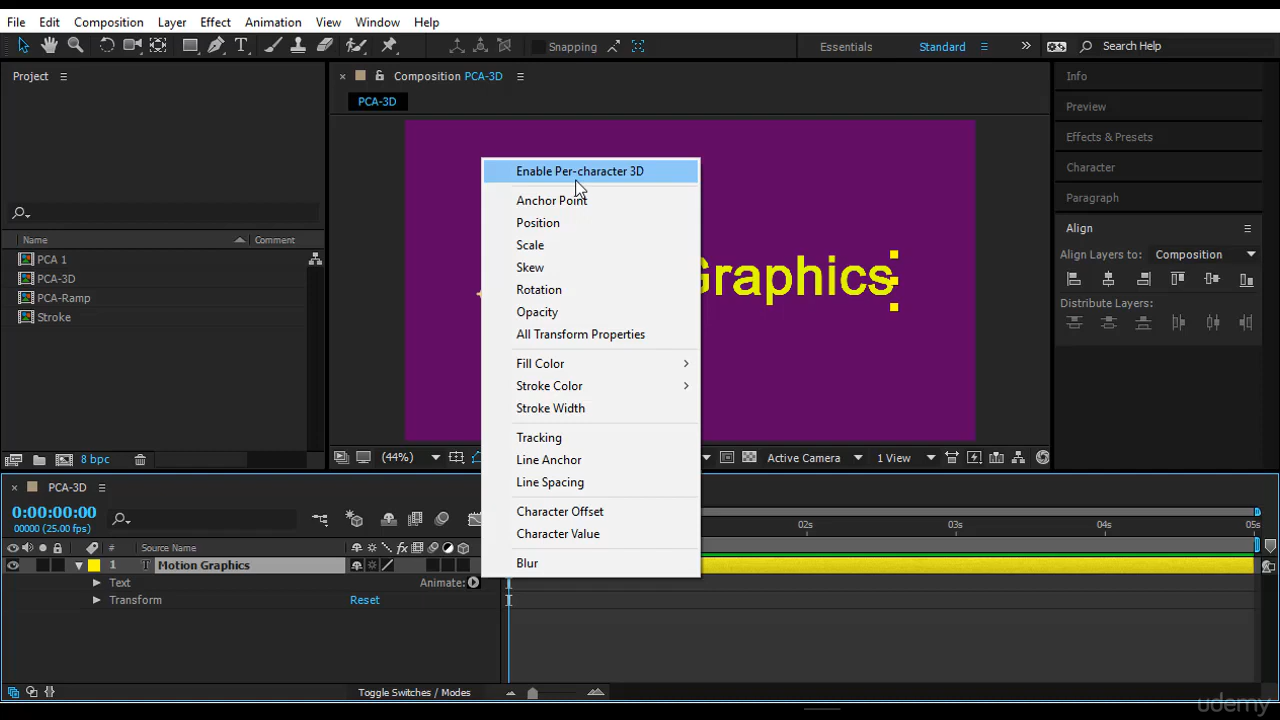 File Edit Composition Layer Effect Animation View Window Help
Snapping Essentials Standard Search Help
Project
Composition PCA-3D
PCA-3D
Info
Preview
Effects & Presets
Character
Paragraph
Align
Align Layers to: Composition
Distribute Layers:
Name Comment
PCA 1
PCA-3D
PCA-Ramp
Stroke
8 bpc
Graphics
Enable Per-character 3D
Anchor Point
Position
Scale
Skew
Rotation
Opacity
All Transform Properties
Fill Color
Stroke Color
Stroke Width
Tracking
Line Anchor
Line Spacing
Character Offset
Character Value
Blur
(44%) Active Camera 1 View
PCA-3D
0:00:00:00
00000 (25.00 fps)
02s 03s 04s 05s
# Source Name
1 T Motion Graphics
Text Animate:
Transform Reset
Toggle Switches / Modes
udemy